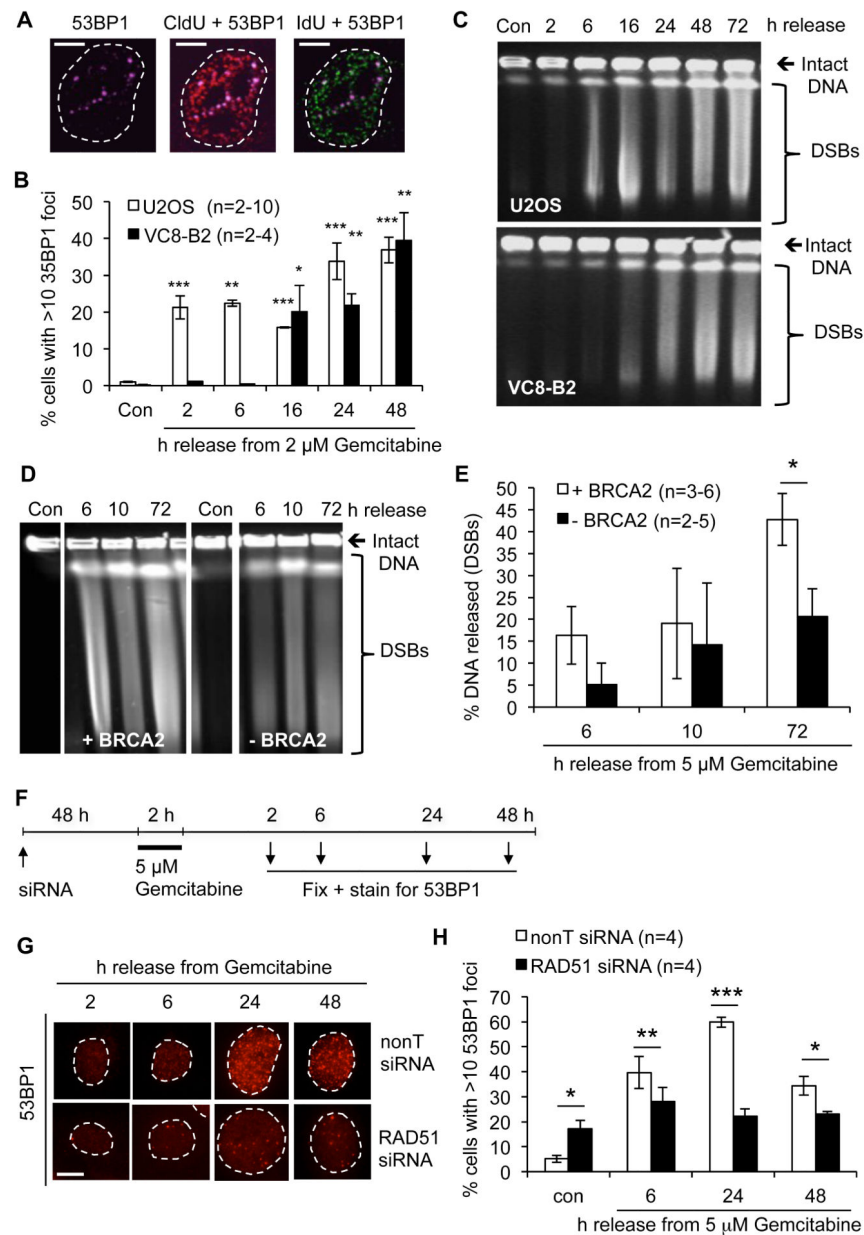 A
53BP1 CldU + 53BP1 IdU + 53BP1
B
% cells with >10 35BP1 foci
50
40
30
20
10
0
U2OS (n=2-10)
VC8-B2 (n=2-4)
*** ** *** * *** ** *** **
Con 2 6 16 24 48
h release from 2 µM Gemcitabine
C
Con 2 6 16 24 48 72 h release
Intact
DNA
DSBs
U2OS
Intact
DNA
DSBs
VC8-B2
D
Con 6 10 72 Con 6 10 72 h release
Intact
DNA
DSBs
+ BRCA2 - BRCA2
E
% DNA released (DSBs)
50
45
40
35
30
25
20
15
10
5
0
+ BRCA2 (n=3-6)
- BRCA2 (n=2-5)
*
6 10 72
h release from 5 µM Gemcitabine
F
48 h 2 h 2 6 24 48 h
siRNA
5 µM
Gemcitabine
Fix + stain for 53BP1
G
h release from Gemcitabine
2 6 24 48
53BP1
nonT
siRNA
RAD51
siRNA
H
nonT siRNA (n=4)
RAD51 siRNA (n=4)
% cells with >10 53BP1 foci
70
60
50
40
30
20
10
0
* ** *** *
con 6 24 48
h release from 5 µM Gemcitabine